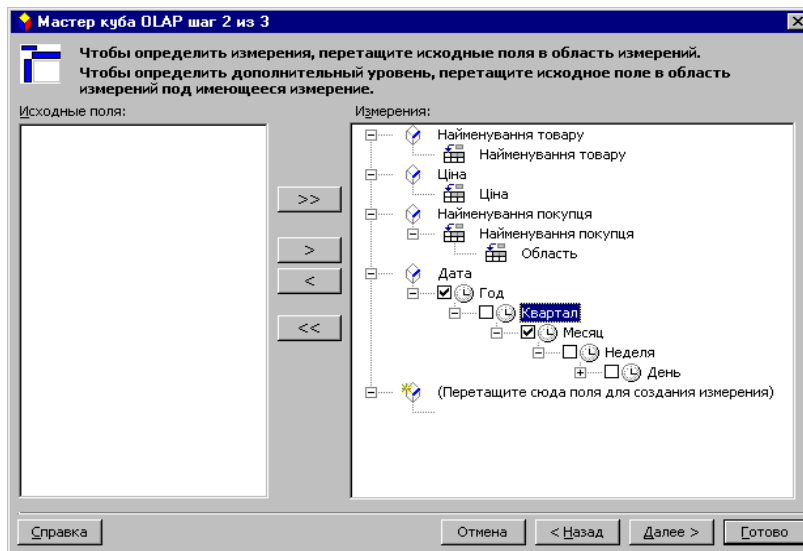 Мастер куба OLAP шаг 2 из 3
Чтобы определить измерения, перетащите исходные поля в область измерений.
Чтобы определить дополнительный уровень, перетащите исходное поле в область
измерений под имеющееся измерение.
Исходные поля:
Измерения:
Найменування товару
Найменування товару
Ціна
Ціна
Найменування покупця
Найменування покупця
Область
Дата
Год
Квартал
Месяц
Неделя
День
(Перетащите сюда поля для создания измерения)
>>
>
<
<<
Справка
Отмена
< Назад
Далее >
Готово